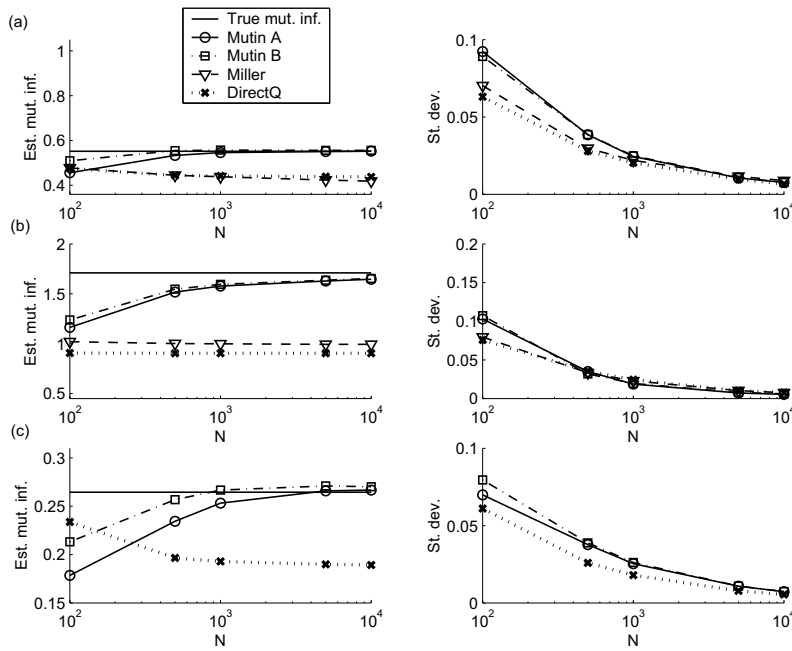 (a)
True mut. inf.
Mutin A
Mutin B
Miller
DirectQ
Est. mut. inf.
1
0.8
0.6
0.4
10^2
10^3
10^4
N
St. dev.
0.1
0.05
0
10^2
10^3
10^4
N
(b)
Est. mut. inf.
2
1.5
1
0.5
10^2
10^3
10^4
N
St. dev.
0.2
0.15
0.1
0.05
0
10^2
10^3
10^4
N
(c)
Est. mut. inf.
0.3
0.25
0.2
0.15
10^2
10^3
10^4
N
St. dev.
0.1
0.05
0
10^2
10^3
10^4
N